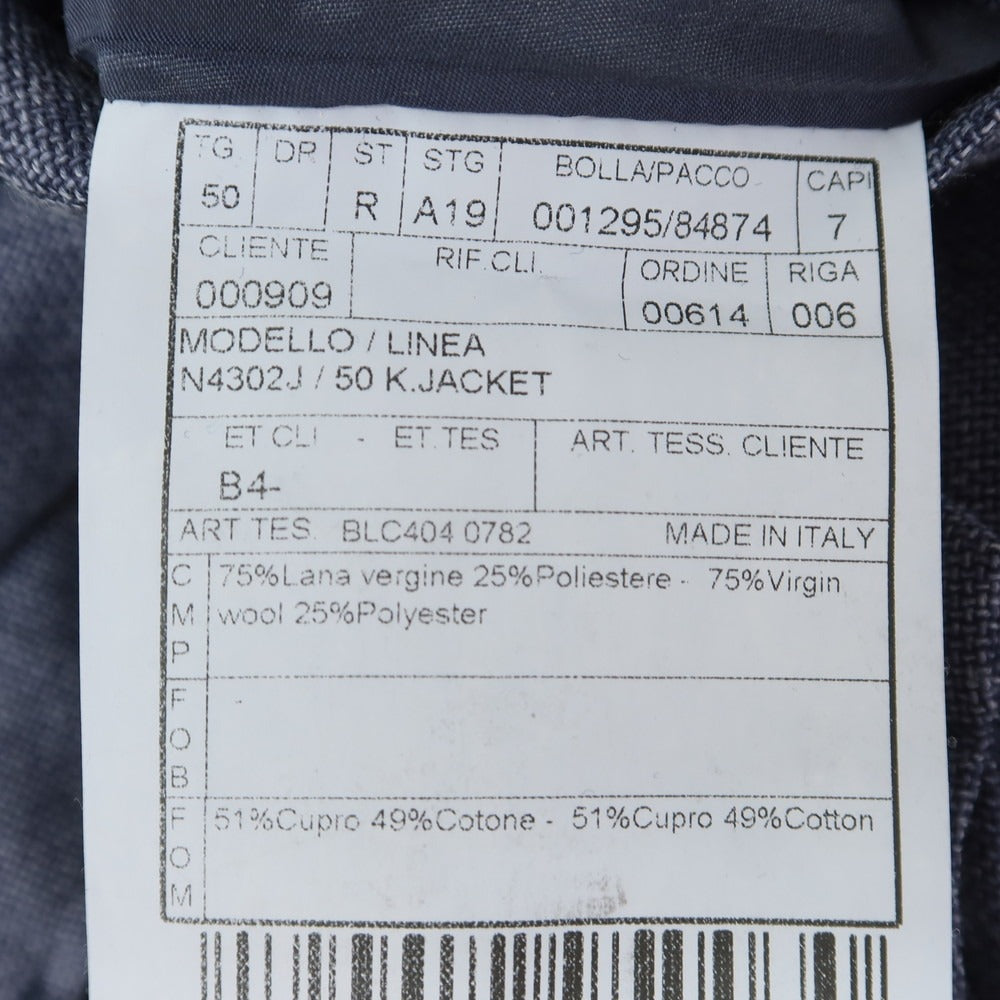 TG. DR ST STG BOLLA/PACCO CAPI
50 R A19 001295/84874 7
CLIENTE RIF.CLI. ORDINE RIGA
000909 00614 006
MODELLO / LINEA
N4302J / 50 K.JACKET
ET CLI - ET.TES ART. TESS. CLIENTE
B4-
ART TES. BLC404 0782 MADE IN ITALY
C 75%Lana vergine 25%Poliestere - 75%Virgin
M wool 25%Polyester
P
F -
O
B
F 51%Cupro 49%Cotone - 51%Cupro 49%Cotton
O
M